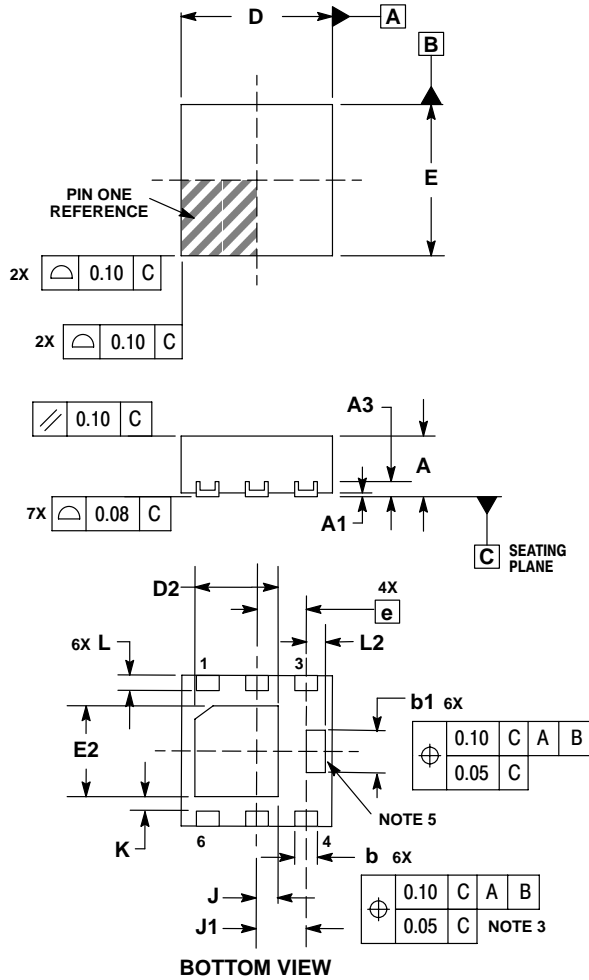 D
A
B
E
PIN ONE
REFERENCE
2X ⌓ 0.10 C
2X ⌓ 0.10 C
// 0.10 C
A3
A
7X ⌓ 0.08 C
A1
C SEATING
PLANE
D2
4X
e
6X L
L2
1
3
b1 6X
⌖ 0.10 C A B
0.05 C
E2
NOTE 5
K
6
4
b 6X
J
⌖ 0.10 C A B
0.05 C NOTE 3
J1
BOTTOM VIEW